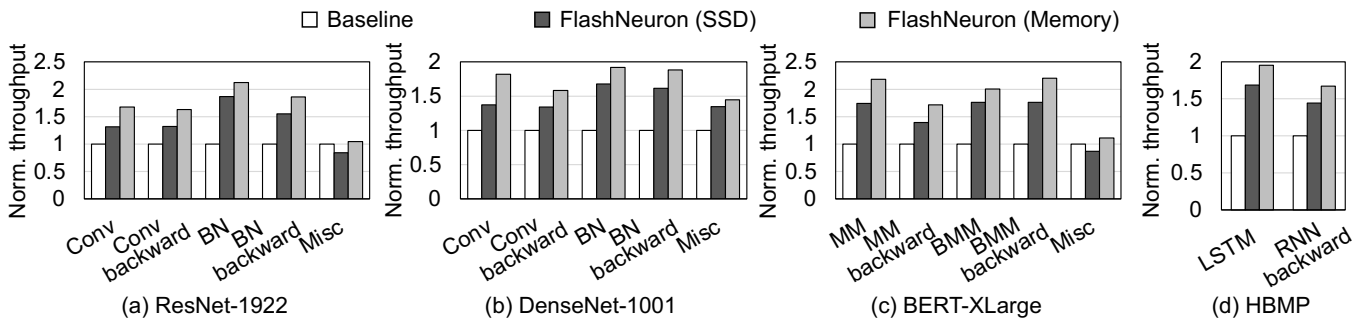 Baseline FlashNeuron (SSD) FlashNeuron (Memory)
Norm. throughput
2.5
2
1.5
1
0.5
0
Conv
Conv backward
BN
BN backward
Misc
(a) ResNet-1922
Norm. throughput
2
1.5
1
0.5
0
Conv
Conv backward
BN
BN backward
Misc
(b) DenseNet-1001
Norm. throughput
2.5
2
1.5
1
0.5
0
MM
MM backward
BMM
BMM backward
Misc
(c) BERT-XLarge
Norm. throughput
2
1.5
1
0.5
0
LSTM
RNN backward
(d) HBMP